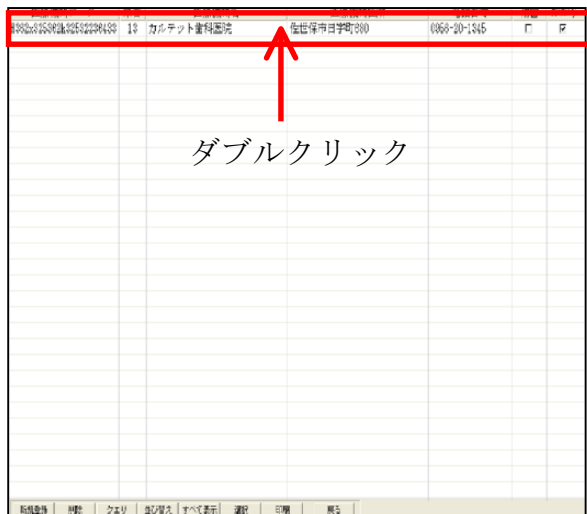 13 カルテット歯科医院 佐世保市日宇町680 0956-20-1345
ダブルクリック
新規登録 削除 クエリ 並び替え すべて表示 選択 印刷 戻る